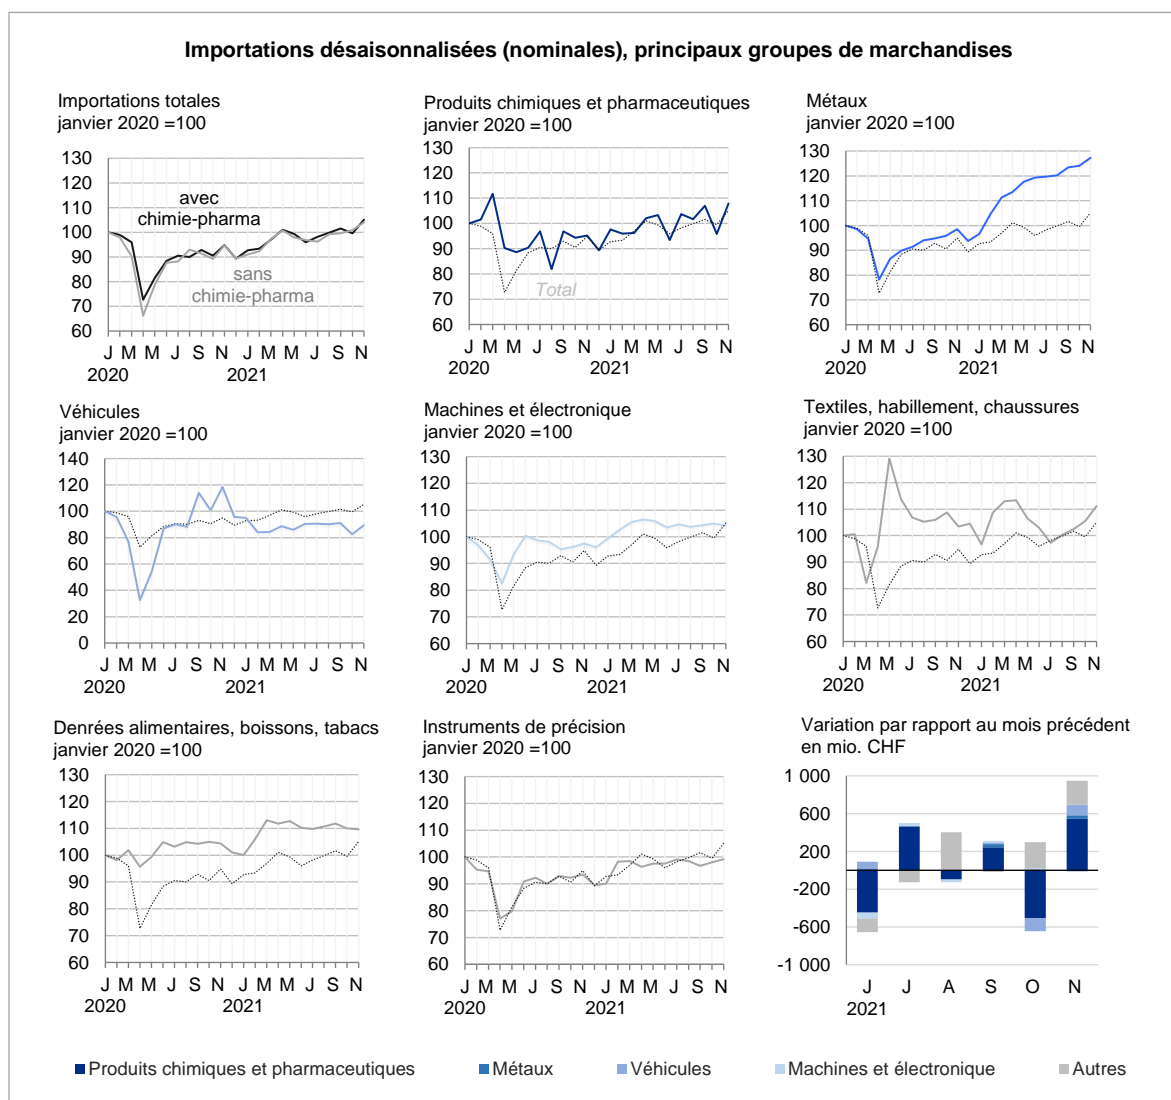 Importations désaisonnalisées (nominales), principaux groupes de marchandises
Importations totales
janvier 2020 =100
130
120
110
100
90
80
70
60
avec
chimie-pharma
sans
chimie-pharma
J M M J S N J M M J S N
2020 2021
Produits chimiques et pharmaceutiques
janvier 2020 =100
130
120
110
100
90
80
70
60
Total
J M M J S N J M M J S N
2020 2021
Métaux
janvier 2020 =100
130
120
110
100
90
80
70
60
J M M J S N J M M J S N
2020 2021
Véhicules
janvier 2020 =100
140
120
100
80
60
40
20
0
J M M J S N J M M J S N
2020 2021
Machines et électronique
janvier 2020 =100
130
120
110
100
90
80
70
60
J M M J S N J M M J S N
2020 2021
Textiles, habillement, chaussures
janvier 2020 =100
130
120
110
100
90
80
70
60
J M M J S N J M M J S N
2020 2021
Denrées alimentaires, boissons, tabacs
janvier 2020 =100
130
120
110
100
90
80
70
60
J M M J S N J M M J S N
2020 2021
Instruments de précision
janvier 2020 =100
130
120
110
100
90
80
70
60
J M M J S N J M M J S N
2020 2021
Variation par rapport au mois précédent
en mio. CHF
1 000
600
200
-200
-600
-1 000
J J A S O N
2021
Produits chimiques et pharmaceutiques Métaux Véhicules Machines et électronique Autres